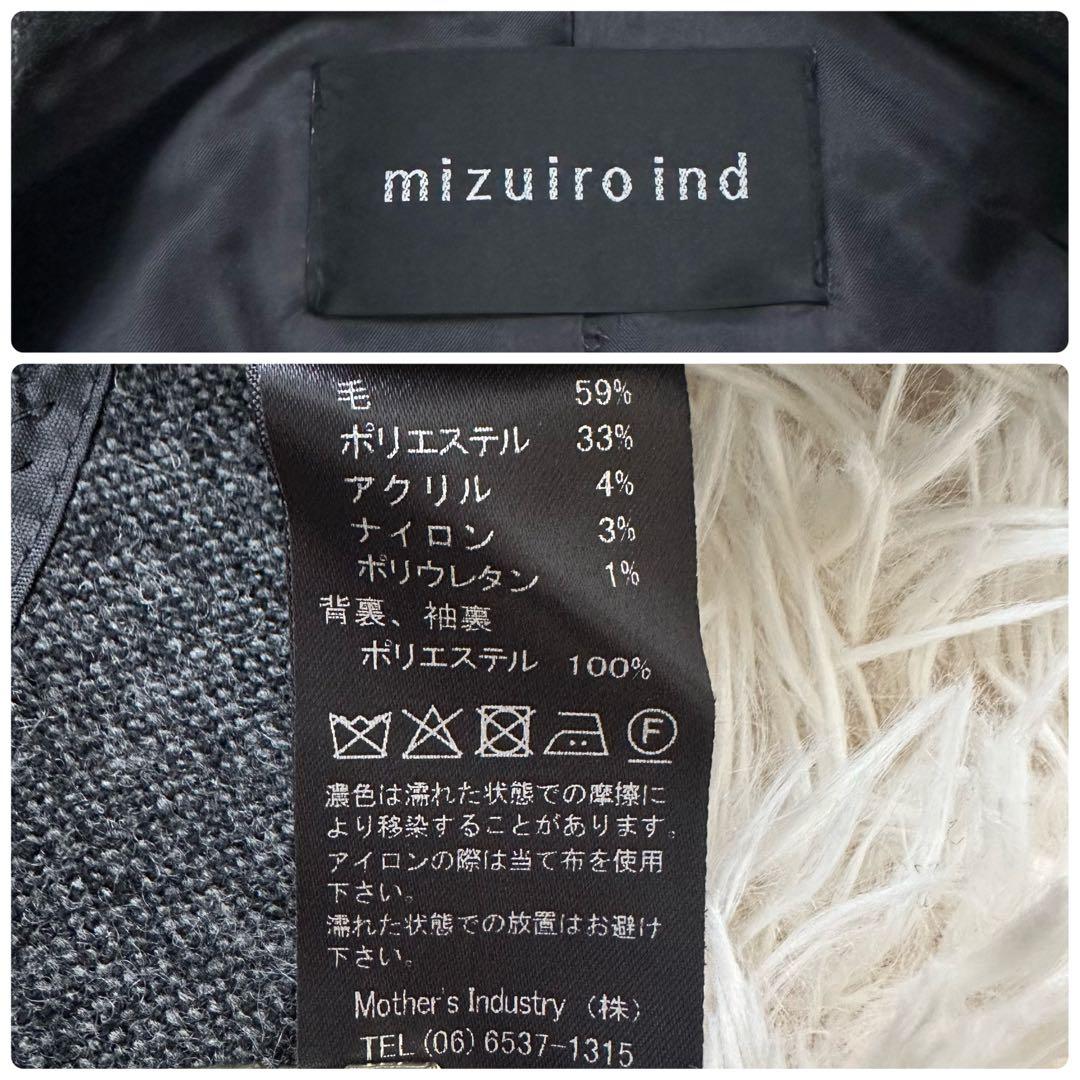 mizuiro ind
毛 59%
ポリエステル 33%
アクリル 4%
ナイロン 3%
ポリウレタン 1%
背裏、袖裏
ポリエステル 100%
F
濃色は濡れた状態での摩擦に
より移染することがあります。
アイロンの際は当て布を使用
下さい。
濡れた状態での放置はお避け
下さい。
Mother's Industry (株)
TEL (06) 6537-1315